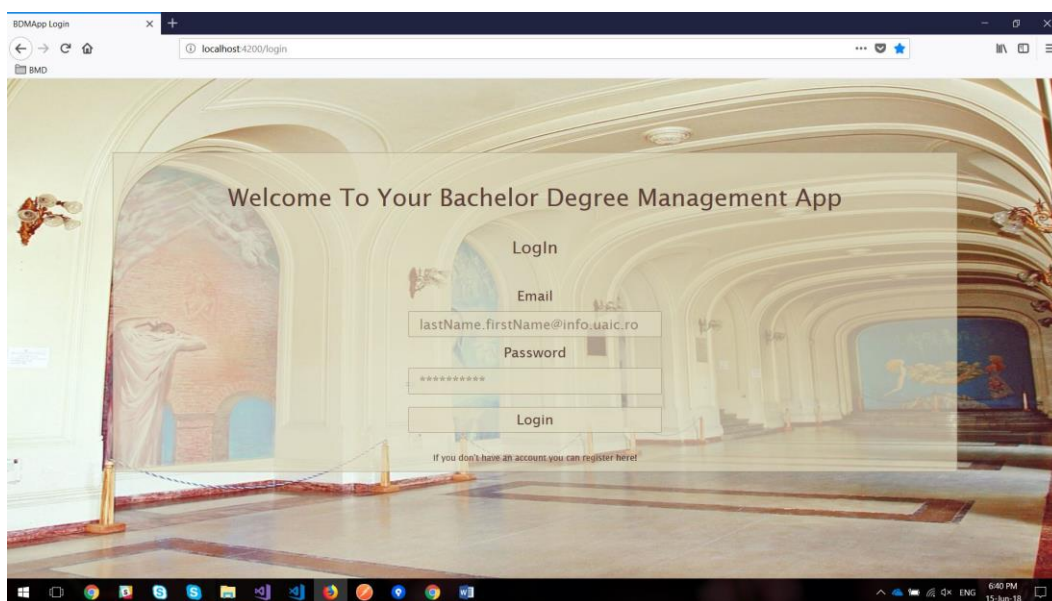 BDMApp Login
localhost:4200/login
BMD
Welcome To Your Bachelor Degree Management App
LogIn
Email
lastName.firstName@info.uaic.ro
Password
**********
Login
If you don't have an account you can register here!
ENG
6:40 PM
15-Jun-18